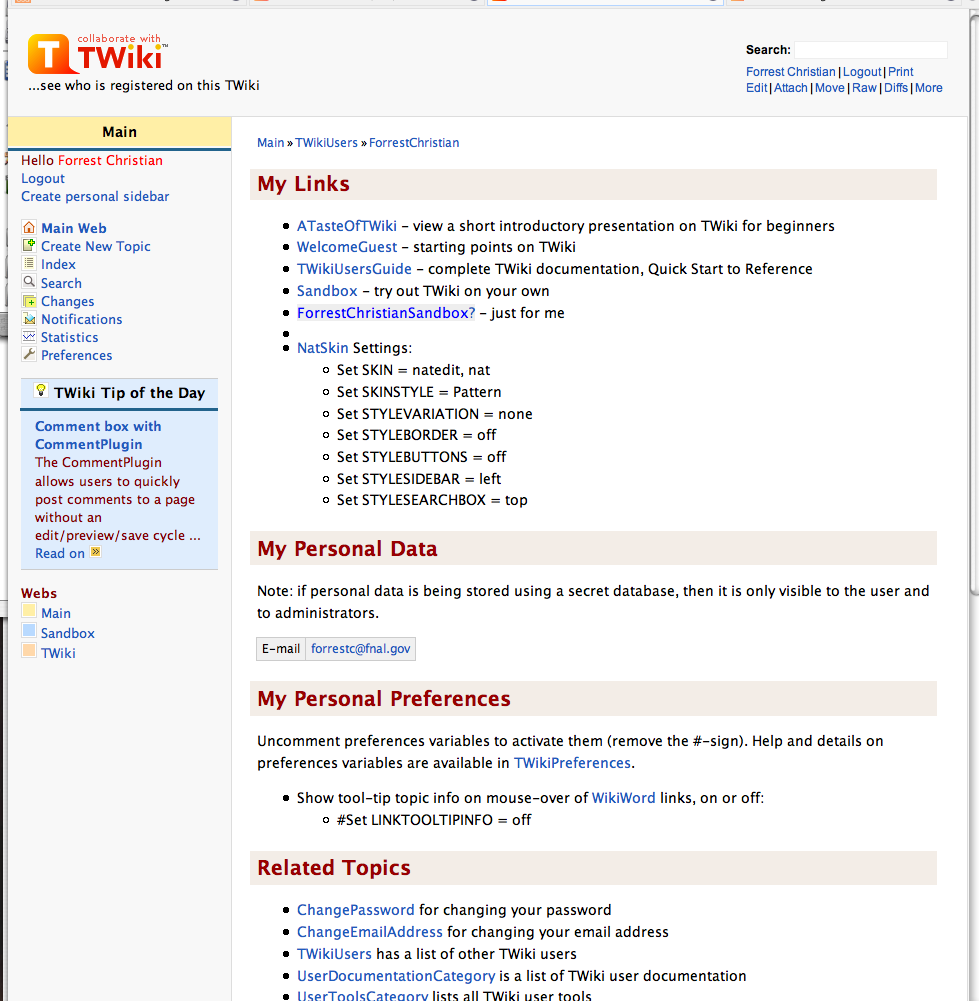 collaborate with
TWiki™
...see who is registered on this TWiki
Search:
Forrest Christian | Logout | Print
Edit | Attach | Move | Raw | Diffs | More
Main
Hello Forrest Christian
Logout
Create personal sidebar
Main Web
Create New Topic
Index
Search
Changes
Notifications
Statistics
Preferences
TWiki Tip of the Day
Comment box with
CommentPlugin
The CommentPlugin
allows users to quickly
post comments to a page
without an
edit/preview/save cycle ...
Read on
Webs
Main
Sandbox
TWiki
Main » TWikiUsers » ForrestChristian
My Links
ATasteOfTWiki – view a short introductory presentation on TWiki for beginners
WelcomeGuest – starting points on TWiki
TWikiUsersGuide – complete TWiki documentation, Quick Start to Reference
Sandbox – try out TWiki on your own
ForrestChristianSandbox? – just for me
NatSkin Settings:
Set SKIN = natedit, nat
Set SKINSTYLE = Pattern
Set STYLEVARIATION = none
Set STYLEBORDER = off
Set STYLEBUTTONS = off
Set STYLESIDEBAR = left
Set STYLESEARCHBOX = top
My Personal Data
Note: if personal data is being stored using a secret database, then it is only visible to the user and
to administrators.
E-mail forrestc@fnal.gov
My Personal Preferences
Uncomment preferences variables to activate them (remove the #-sign). Help and details on
preferences variables are available in TWikiPreferences.
Show tool-tip topic info on mouse-over of WikiWord links, on or off:
#Set LINKTOOLTIPINFO = off
Related Topics
ChangePassword for changing your password
ChangeEmailAddress for changing your email address
TWikiUsers has a list of other TWiki users
UserDocumentationCategory is a list of TWiki user documentation
UserToolsCategory lists all TWiki user tools